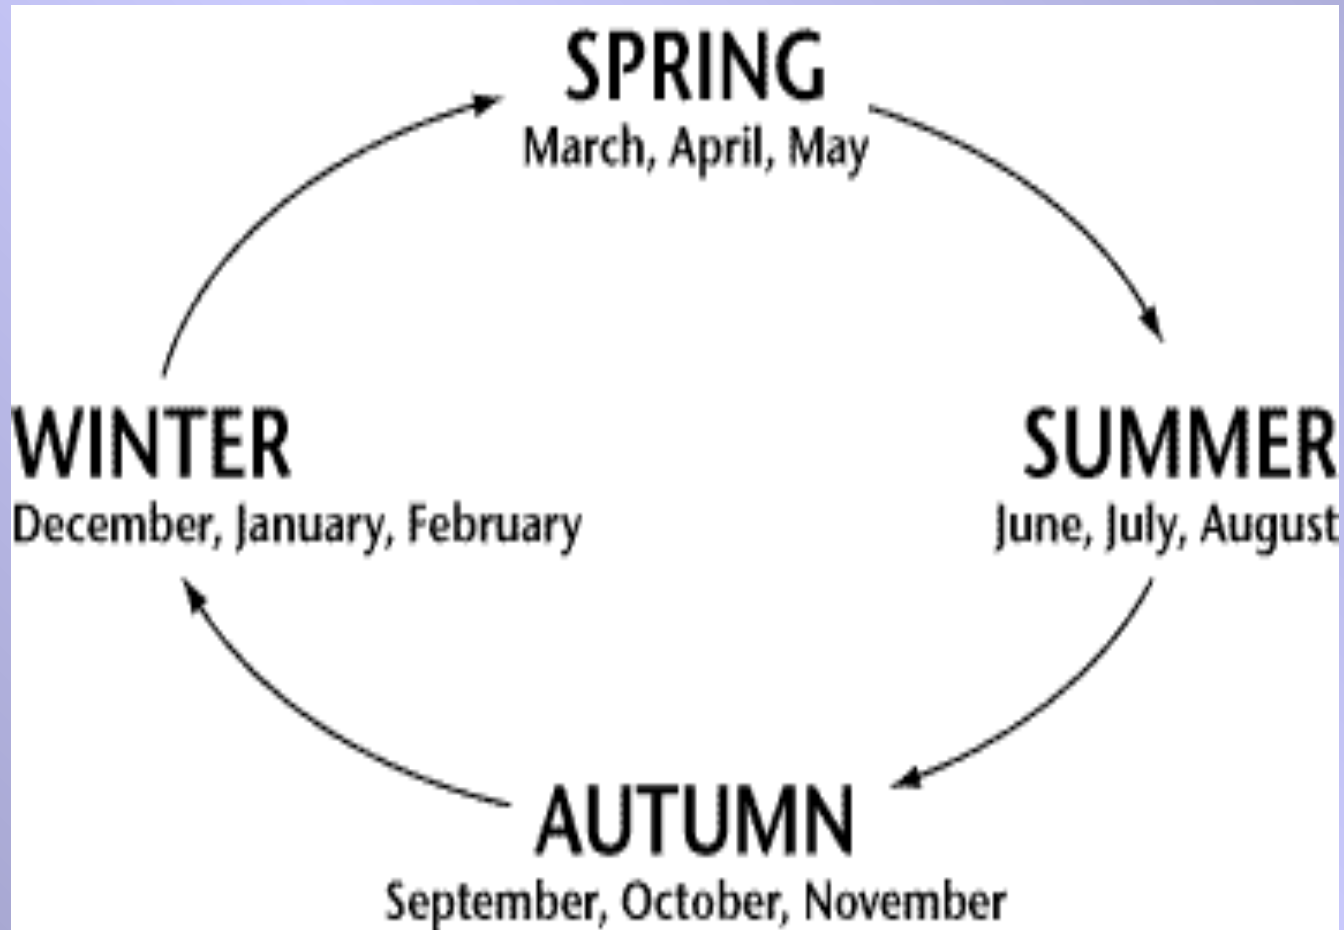 SPRING
March, April, May
WINTER
December, January, February
SUMMER
June, July, August
AUTUMN
September, October, November